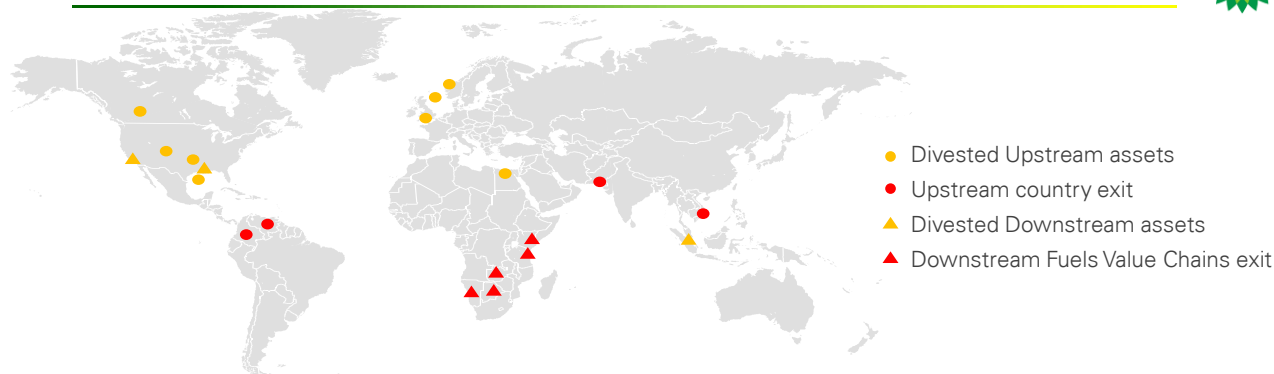 Divested Upstream assets
Upstream country exit
Divested Downstream assets
Downstream Fuels Value Chains exit